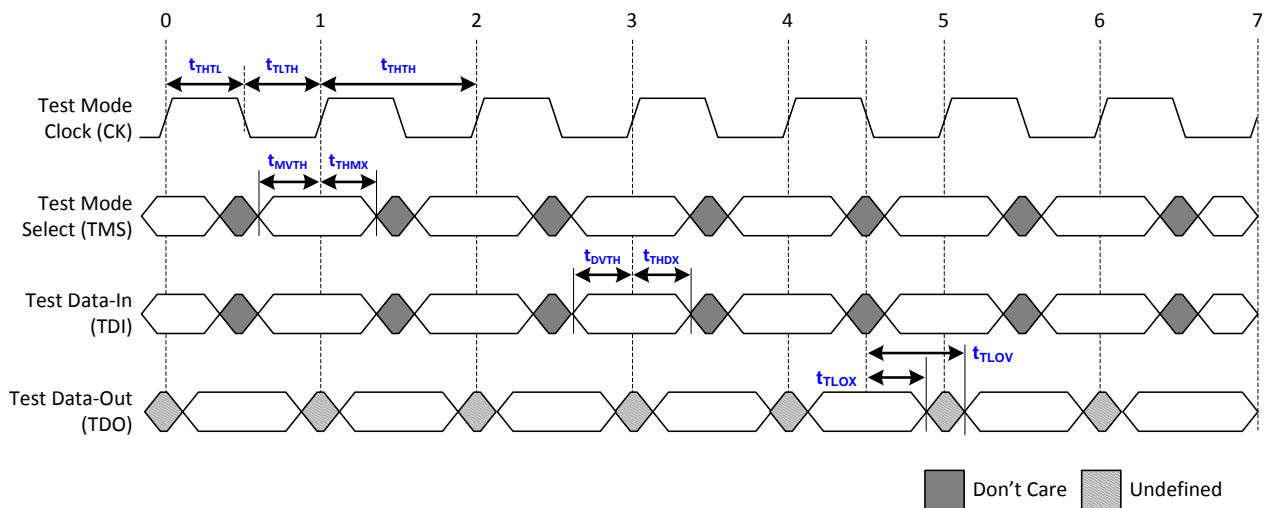 0 1 2 3 4 5 6 7
tTHTL tTLTH tTHTH
Test Mode
Clock (CK)
tMVTH tTHMX
Test Mode
Select (TMS)
tDVTH tTHDX
Test Data-In
(TDI)
tTLOV
tTLOX
Test Data-Out
(TDO)
Don't Care Undefined